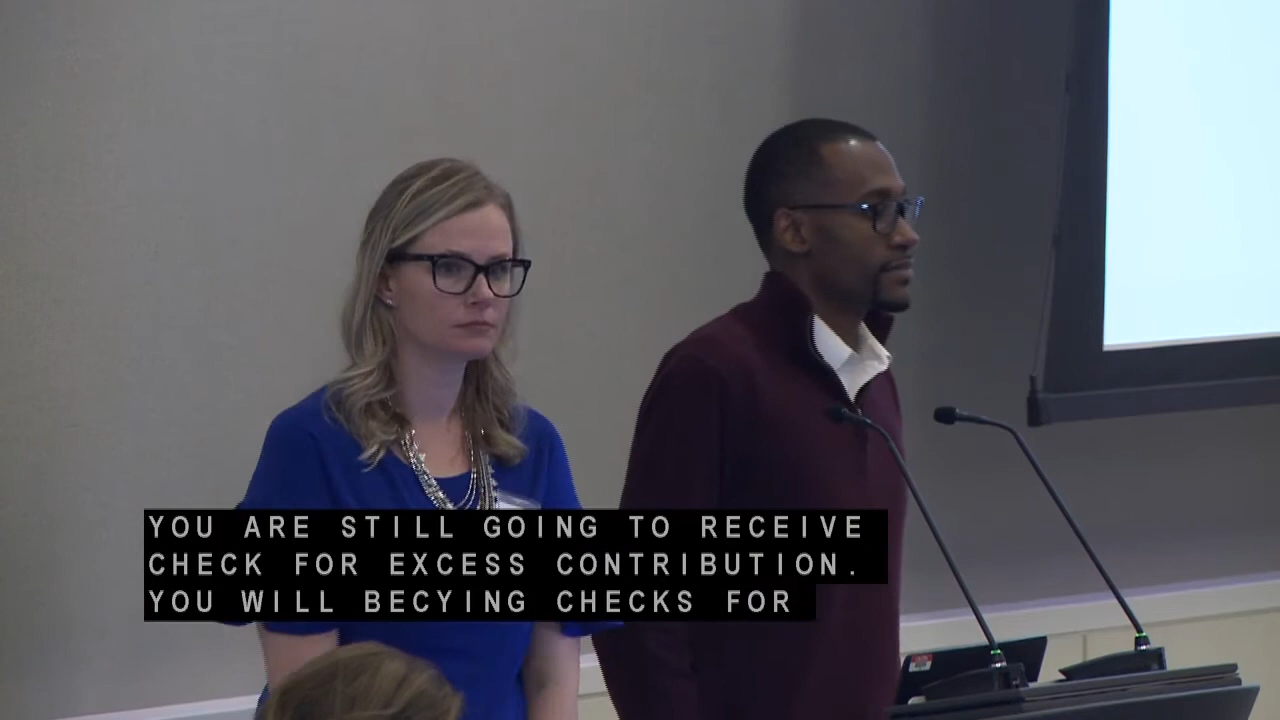 YOU ARE STILL GOING TO RECEIVE
CHECK FOR EXCESS CONTRIBUTION.
YOU WILL BECYING CHECKS FOR